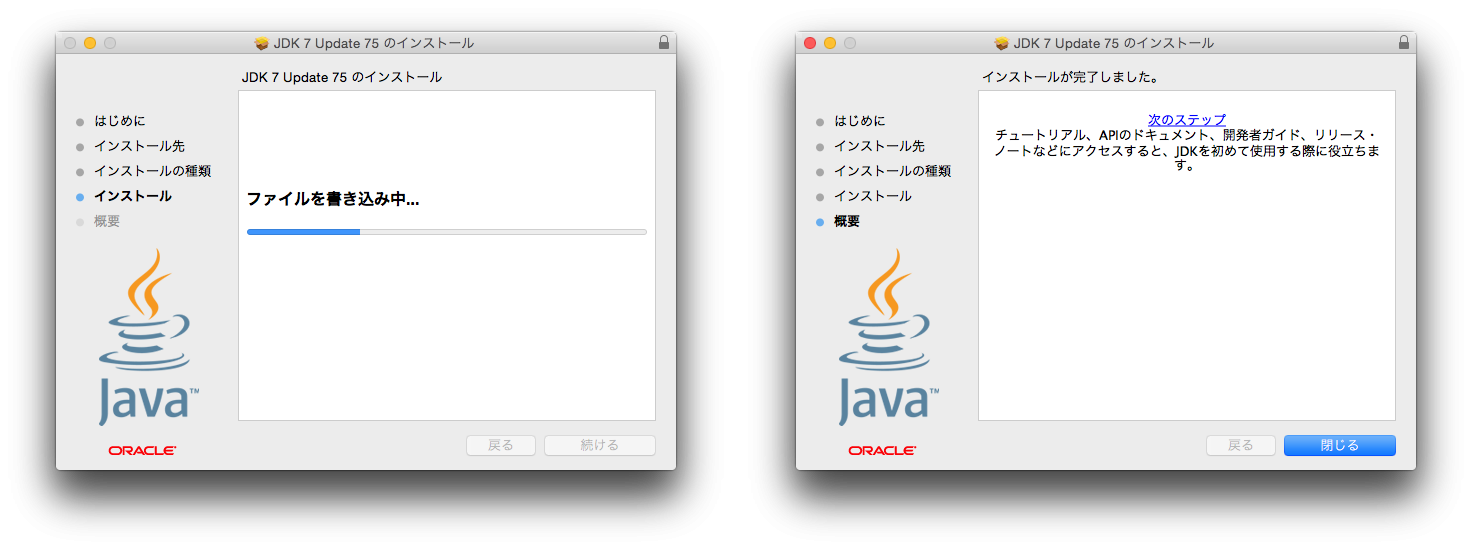 JDK 7 Update 75 のインストール
JDK 7 Update 75 のインストール
はじめに
インストール先
インストールの種類
インストール
概要
ファイルを書き込み中...
Java™
ORACLE
戻る
続ける
JDK 7 Update 75 のインストール
インストールが完了しました。
はじめに
インストール先
インストールの種類
インストール
概要
次のステップ
チュートリアル、APIのドキュメント、開発者ガイド、リリース・
ノートなどにアクセスすると、JDKを初めて使用する際に役立ちま
す。
Java™
ORACLE
戻る
閉じる